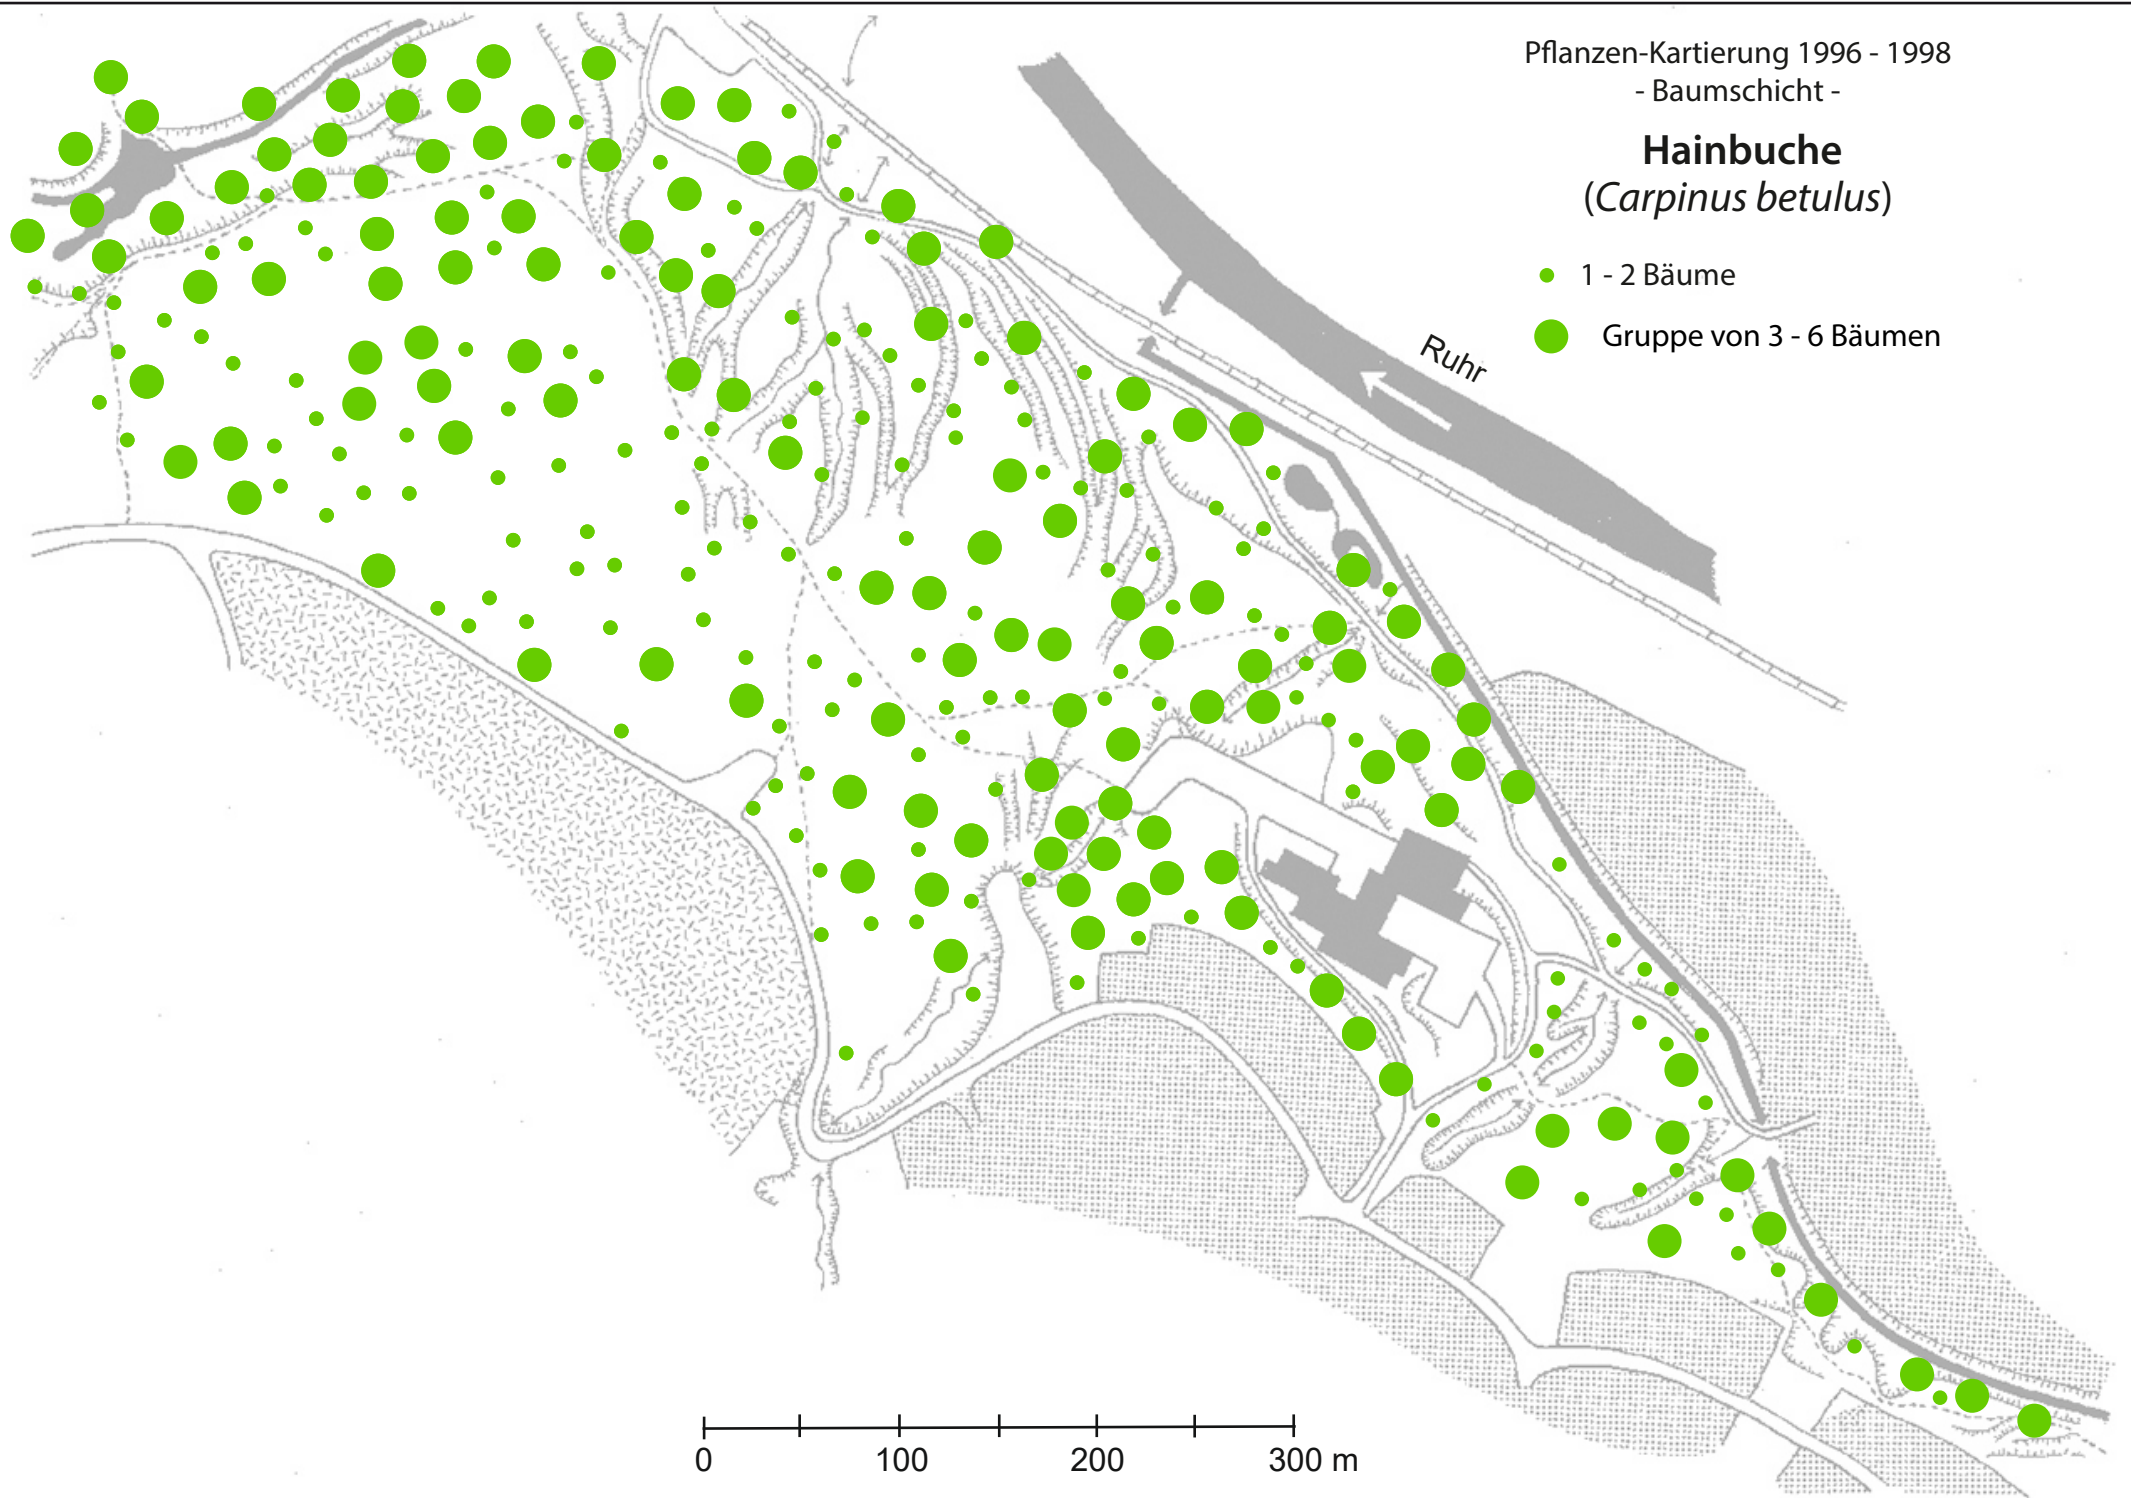 Pflanzen-Kartierung 1996 - 1998
- Baumschicht -
Hainbuche
(Carpinus betulus)
1 - 2 Bäume
Gruppe von 3 - 6 Bäumen
Ruhr
0 100 200 300 m